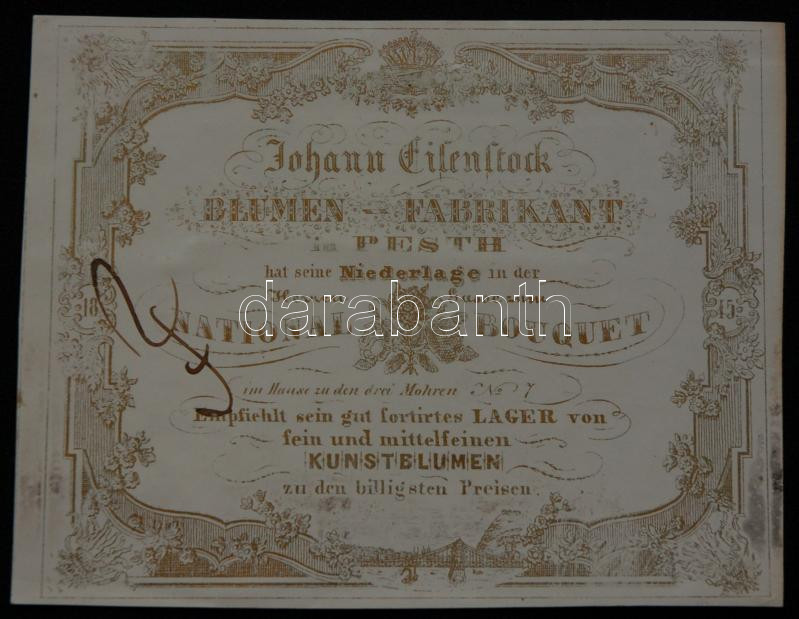 Johann Eisenstock
BLUMEN – FABRIKANT
in PESTH
hat seine Niederlage in der
NATIONAL BOUQUET
18 45
im Hause zu den drei Mohren No 7
Empfiehlt sein gut sortirtes LAGER von
fein und mittelfeinen
KUNSTBLUMEN
zu den billigsten Preisen.
darabanth